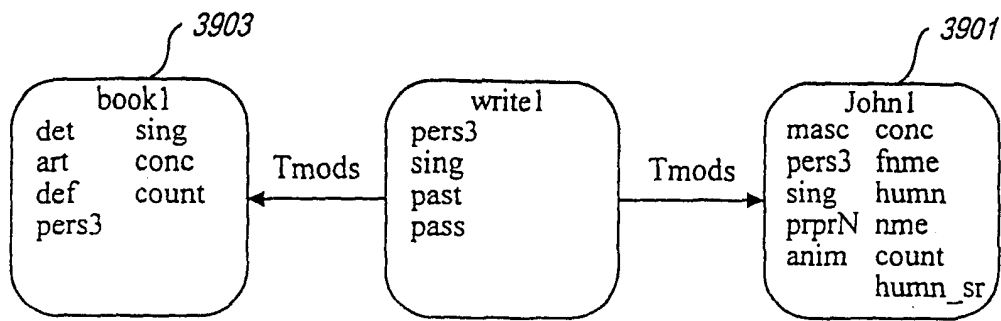 3903
3901
book1
det sing
art conc
def count
pers3
Tmods
write1
pers3
sing
past
pass
Tmods
John1
masc conc
pers3 fnme
sing humn
prprN nme
anim count
humn_sr